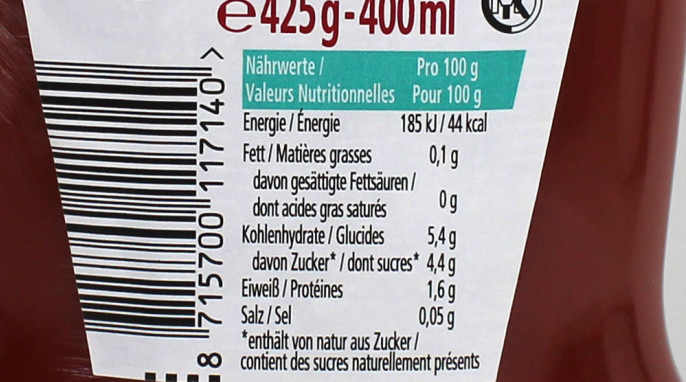 e 425 g - 400 ml
Nährwerte / Pro 100 g
Valeurs Nutritionnelles Pour 100 g
Energie / Énergie 185 kJ / 44 kcal
Fett / Matières grasses 0,1 g
davon gesättigte Fettsäuren /
dont acides gras saturés 0 g
Kohlenhydrate / Glucides 5,4 g
davon Zucker* / dont sucres* 4,4 g
Eiweiß / Protéines 1,6 g
Salz / Sel 0,05 g
*enthält von natur aus Zucker /
contient des sucres naturellement présents
8 715700 117140 >